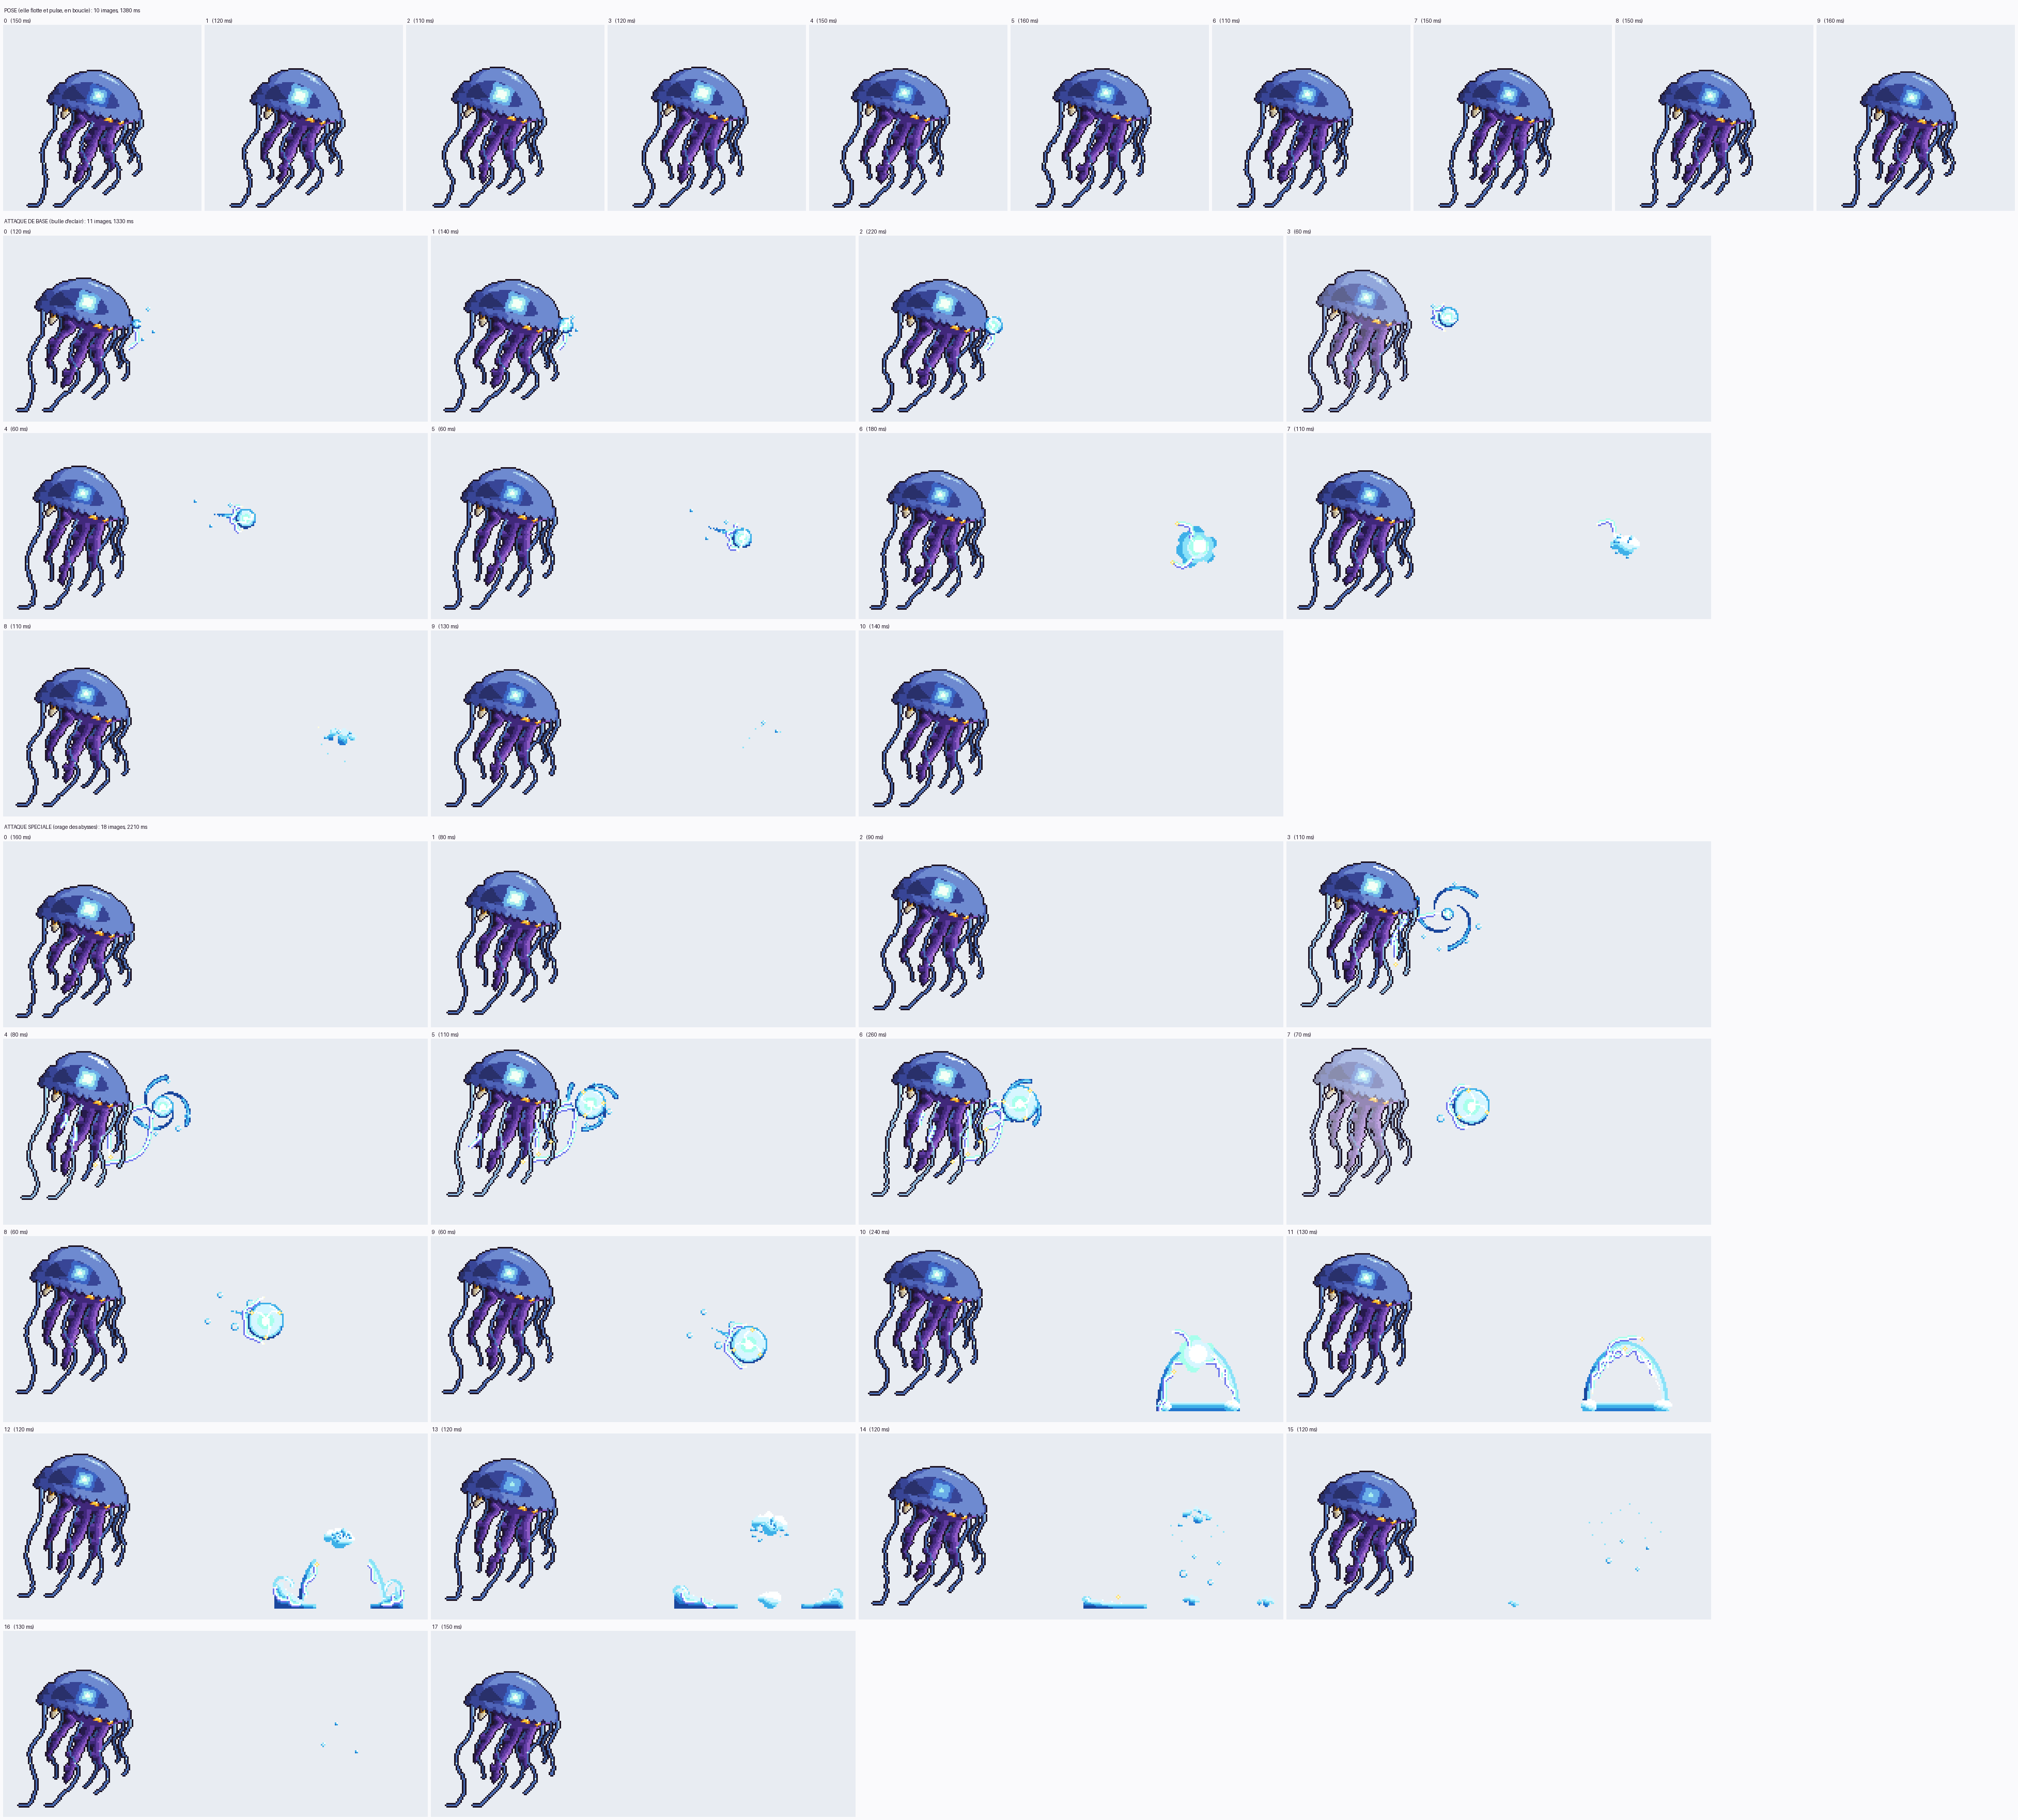 POSE (elle flotte et pulse, en boucle) : 10 images, 1380 ms
0 (150 ms) 1 (120 ms) 2 (110 ms) 3 (120 ms) 4 (150 ms) 5 (160 ms) 6 (110 ms) 7 (150 ms) 8 (150 ms) 9 (160 ms)
ATTAQUE DE BASE (bulle d'eclair) : 11 images, 1330 ms
0 (120 ms) 1 (140 ms) 2 (220 ms) 3 (60 ms)
4 (60 ms) 5 (60 ms) 6 (180 ms) 7 (110 ms)
8 (110 ms) 9 (130 ms) 10 (140 ms)
ATTAQUE SPECIALE (orage des abysses) : 18 images, 2210 ms
0 (160 ms) 1 (80 ms) 2 (90 ms) 3 (110 ms)
4 (80 ms) 5 (110 ms) 6 (260 ms) 7 (70 ms)
8 (60 ms) 9 (60 ms) 10 (240 ms) 11 (130 ms)
12 (120 ms) 13 (120 ms) 14 (120 ms) 15 (120 ms)
16 (130 ms) 17 (150 ms)